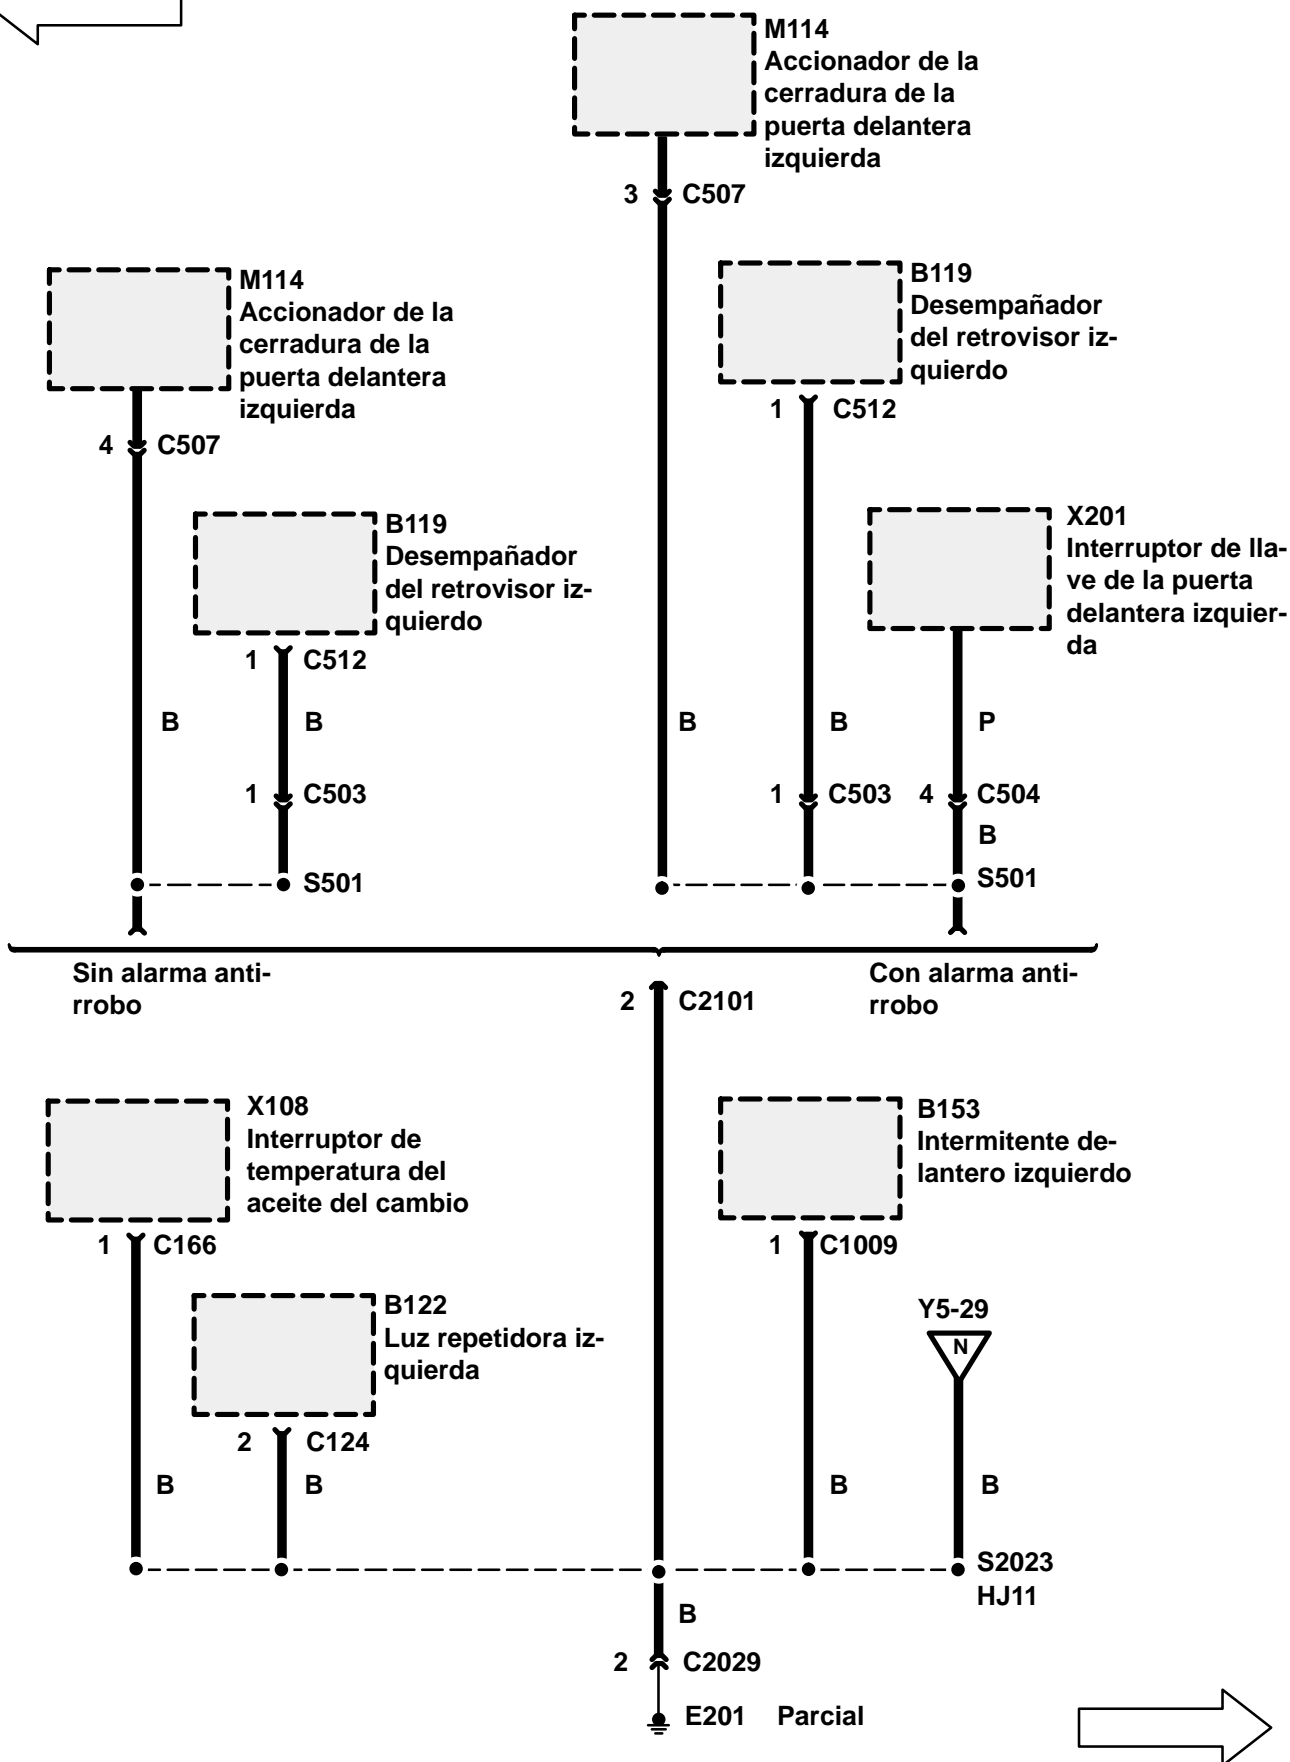 M114
Accionador de la
cerradura de la
puerta delantera
izquierda
3 C507
M114
Accionador de la
cerradura de la
puerta delantera
izquierda
4 C507
B119
Desempañador
del retrovisor iz-
quierdo
1 C512
B119
Desempañador
del retrovisor iz-
quierdo
1 C512
X201
Interruptor de lla-
ve de la puerta
delantera izquier-
da
B B B B P
1 C503 1 C503 4 C504
B
S501 S501
Sin alarma anti-
rrobo
Con alarma anti-
rrobo
2 C2101
X108
Interruptor de
temperatura del
aceite del cambio
1 C166
B153
Intermitente de-
lantero izquierdo
1 C1009
B122
Luz repetidora iz-
quierda
2 C124
Y5-29
N
B B B B
S2023
HJ11
B
2 C2029
E201 Parcial